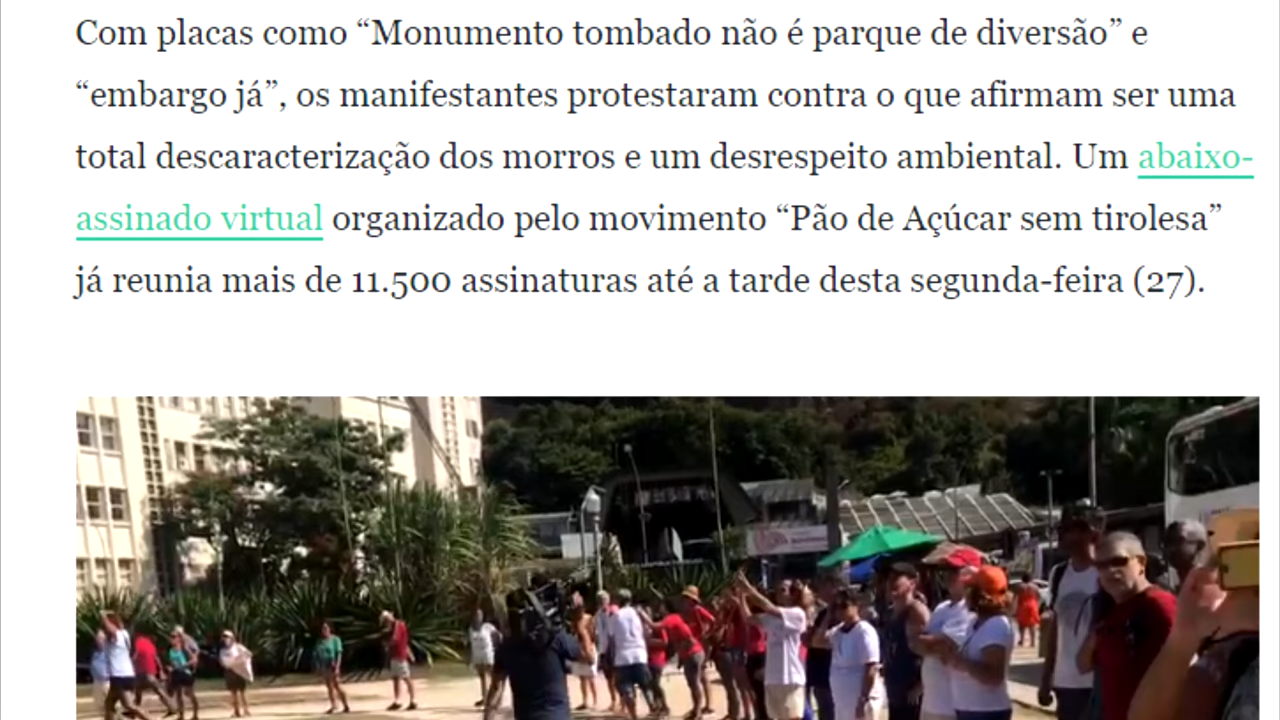 Com placas como “Monumento tombado não é parque de diversão” e
“embargo já”, os manifestantes protestaram contra o que afirmam ser uma
total descaracterização dos morros e um desrespeito ambiental. Um abaixo-
assinado virtual organizado pelo movimento “Pão de Açúcar sem tirolesa”
já reunia mais de 11.500 assinaturas até a tarde desta segunda-feira (27).